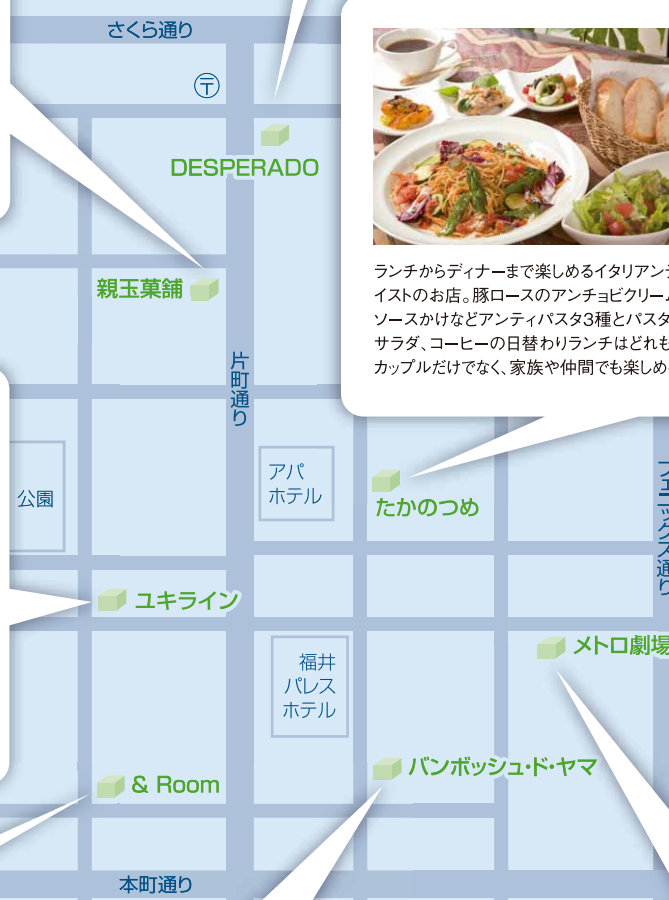 さくら通り
〒
DESPERADO
親玉菓舗
片町通り
ランチからディナーまで楽しめるイタリアン
イストのお店。豚ロースのアンチョビクリー
ソースかけなどアンティパスタ3種とパスタ
サラダ、コーヒーの日替わりランチはどれも
カップルだけでなく、家族や仲間でも楽しめ
公園
アパ
ホテル
たかのつめ
フェニックス通り
ユキライン
福井
パレス
ホテル
メトロ劇場
& Room
バンボッシュ・ド・ヤマ
本町通り